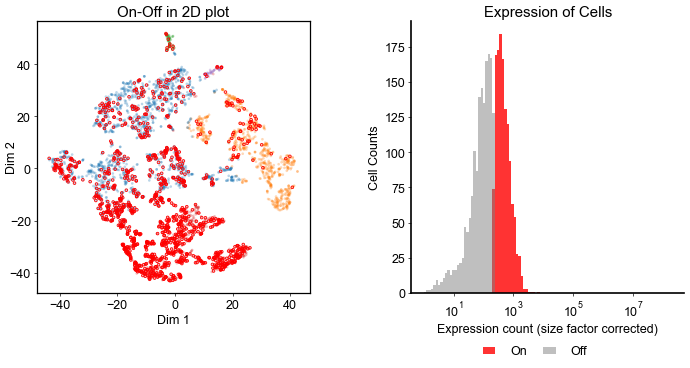 On-Off in 2D plot
Dim 2
40
20
0
−20
−40
−40 −20 0 20 40
Dim 1
Expression of Cells
Cell Counts
175
150
125
100
75
50
25
0
10^1 10^3 10^5 10^7
Expression count (size factor corrected)
On Off